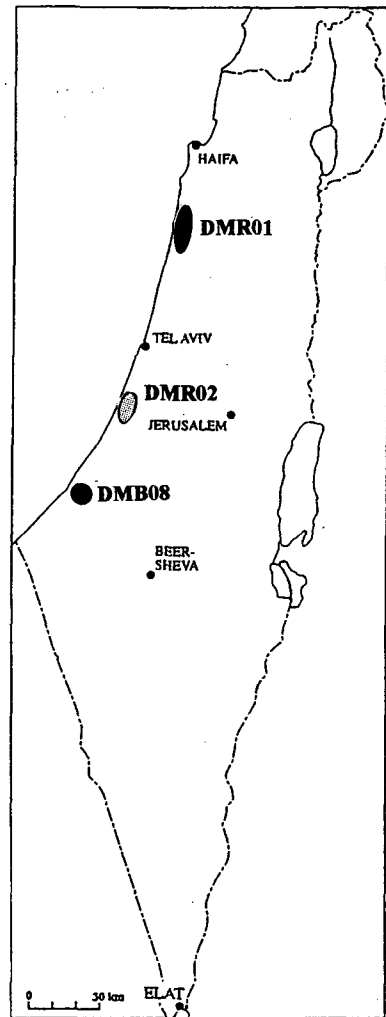 HAIFA
DMR01
TEL AVIV
DMR02
JERUSALEM
DMB08
BEER-
SHEVA
0 30 km
ELAT